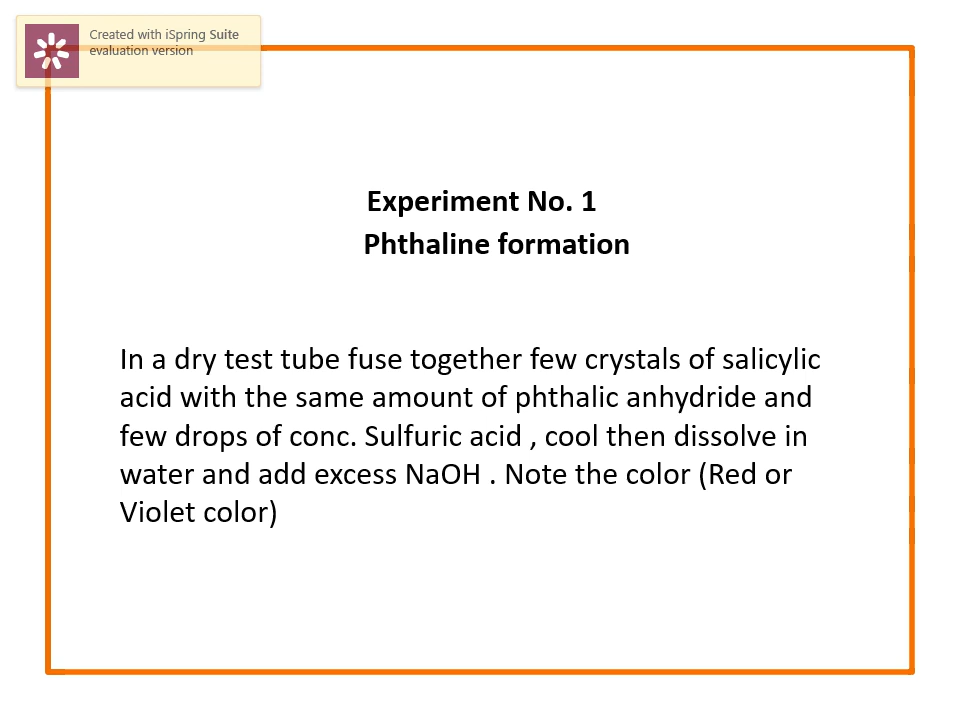 Created with iSpring Suite
evaluation version
Experiment No. 1
Phthaline formation
In a dry test tube fuse together few crystals of salicylic
acid with the same amount of phthalic anhydride and
few drops of conc. Sulfuric acid , cool then dissolve in
water and add excess NaOH . Note the color (Red or
Violet color)